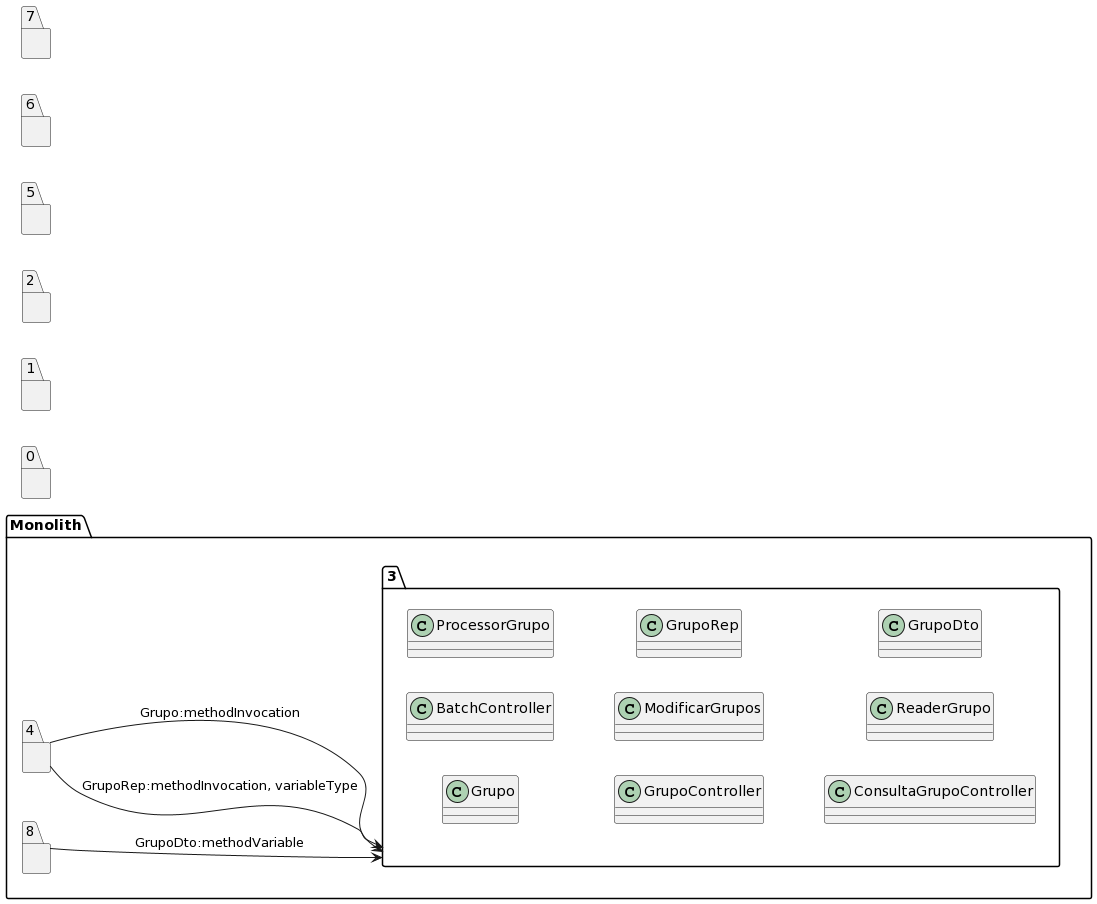 7
6
5
2
1
0
Monolith
3
C ProcessorGrupo
C GrupoRep
C GrupoDto
C BatchController
C ModificarGrupos
C ReaderGrupo
C Grupo
C GrupoController
C ConsultaGrupoController
4
Grupo:methodInvocation
GrupoRep:methodInvocation, variableType
8
GrupoDto:methodVariable